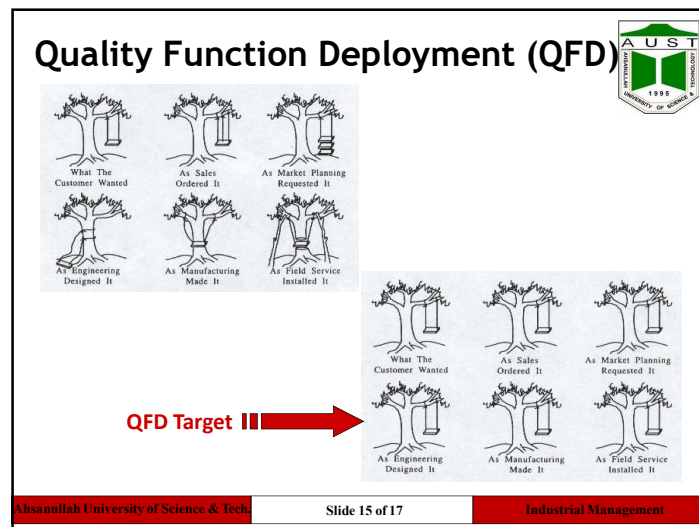 Quality Function Deployment (QFD)
A U S T
AHSANULLAH UNIVERSITY OF SCIENCE & TECHNOLOGY
1995
What The
Customer Wanted
As Sales
Ordered It
As Market Planning
Requested It
As Engineering
Designed It
As Manufacturing
Made It
As Field Service
Installed It
What The
Customer Wanted
As Sales
Ordered It
As Market Planning
Requested It
QFD Target
As Engineering
Designed It
As Manufacturing
Made It
As Field Service
Installed It
Ahsanullah University of Science & Tech.
Slide 15 of 17
Industrial Management